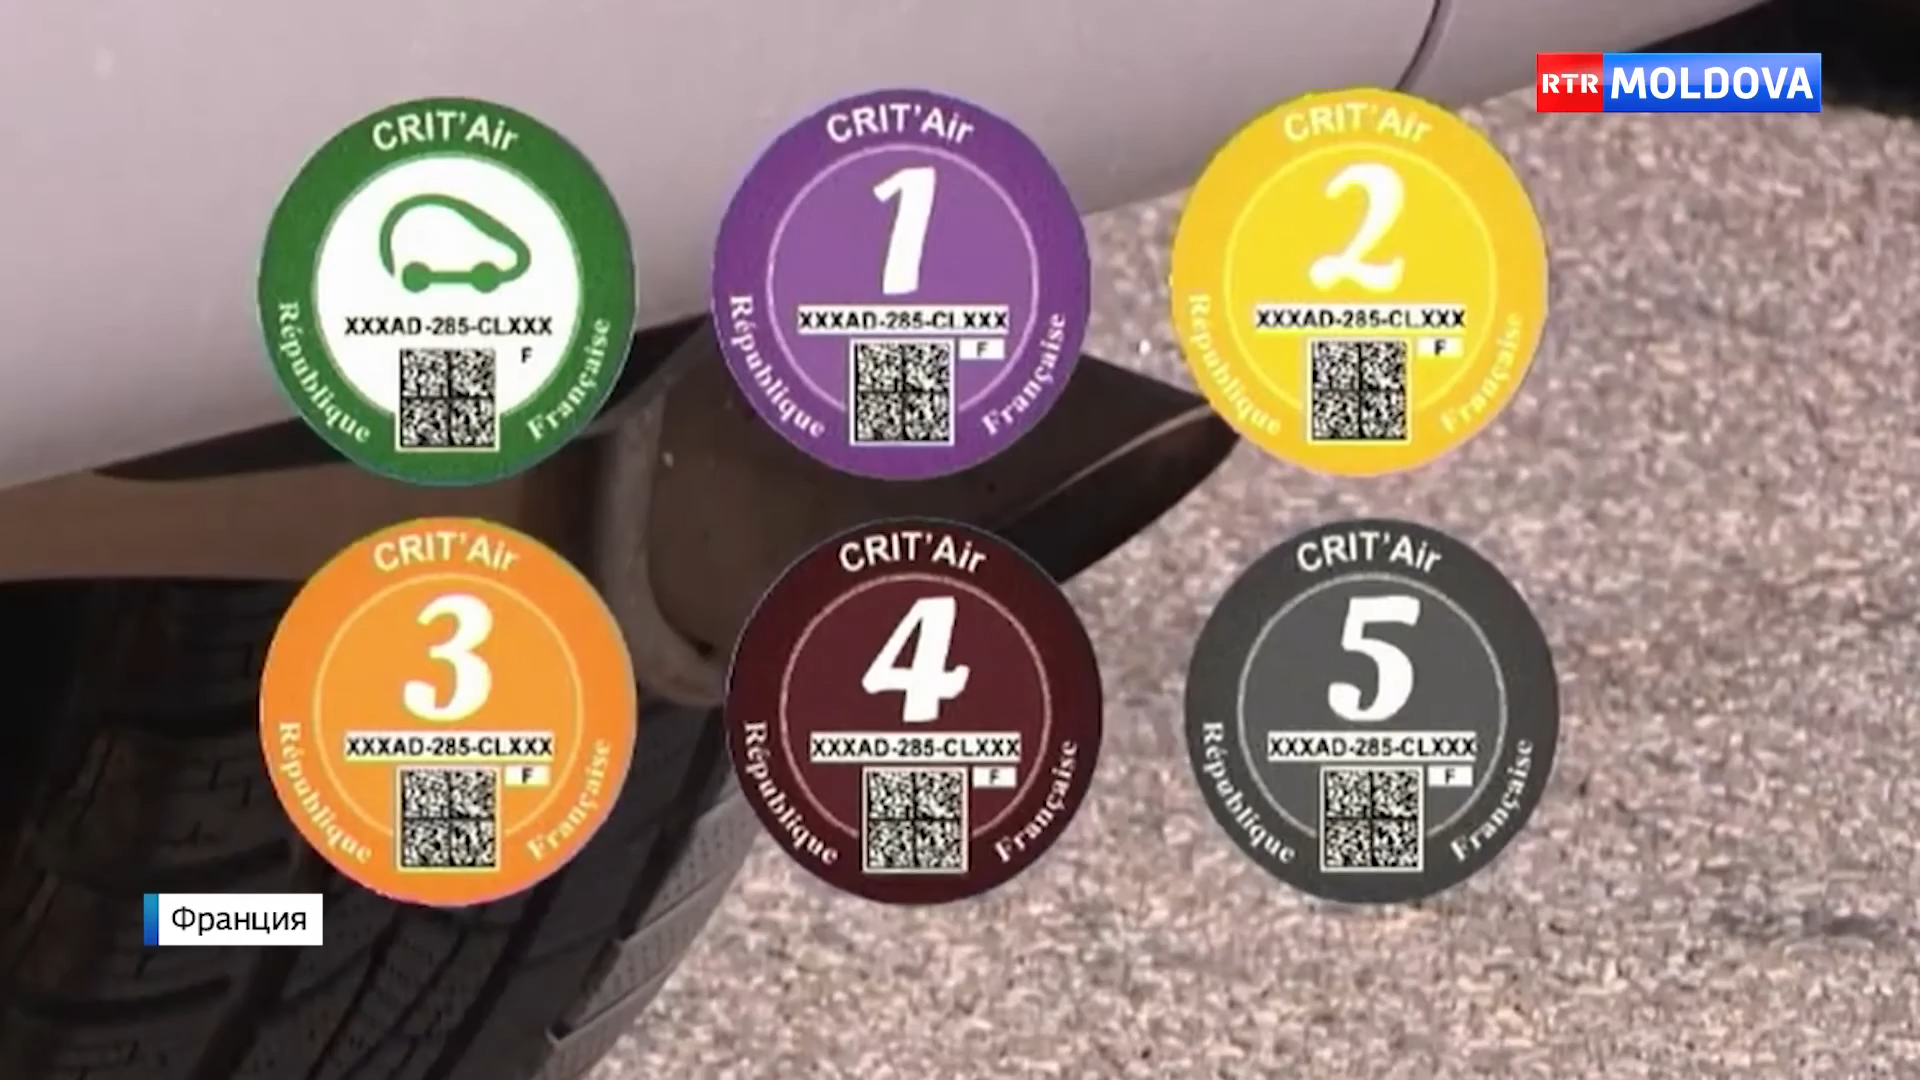 RTR MOLDOVA
CRIT'Air
XXXAD-285-CLXXX
F
République Française
CRIT'Air
1
XXXAD-285-CLXXX
F
République Française
CRIT'Air
2
XXXAD-285-CLXXX
F
République Française
CRIT'Air
3
XXXAD-285-CLXXX
F
République Française
CRIT'Air
4
XXXAD-285-CLXXX
F
République Française
CRIT'Air
5
XXXAD-285-CLXXX
F
République Française
Франция